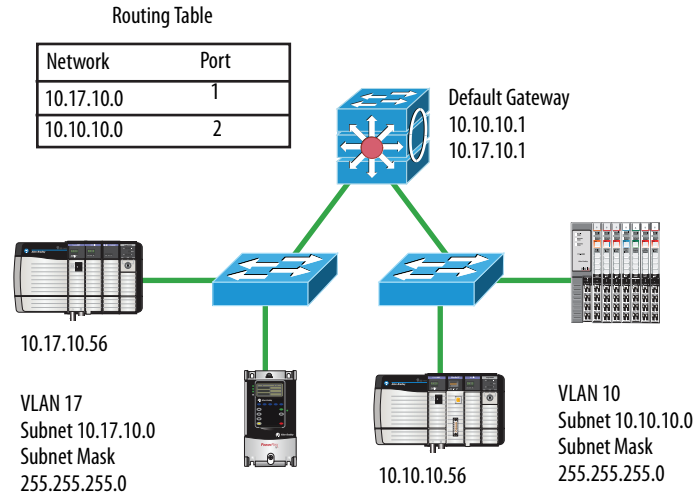 Routing Table
Network Port
10.17.10.0 1
10.10.10.0 2
Default Gateway
10.10.10.1
10.17.10.1
10.17.10.56
VLAN 17
Subnet 10.17.10.0
Subnet Mask
255.255.255.0
10.10.10.56
VLAN 10
Subnet 10.10.10.0
Subnet Mask
255.255.255.0